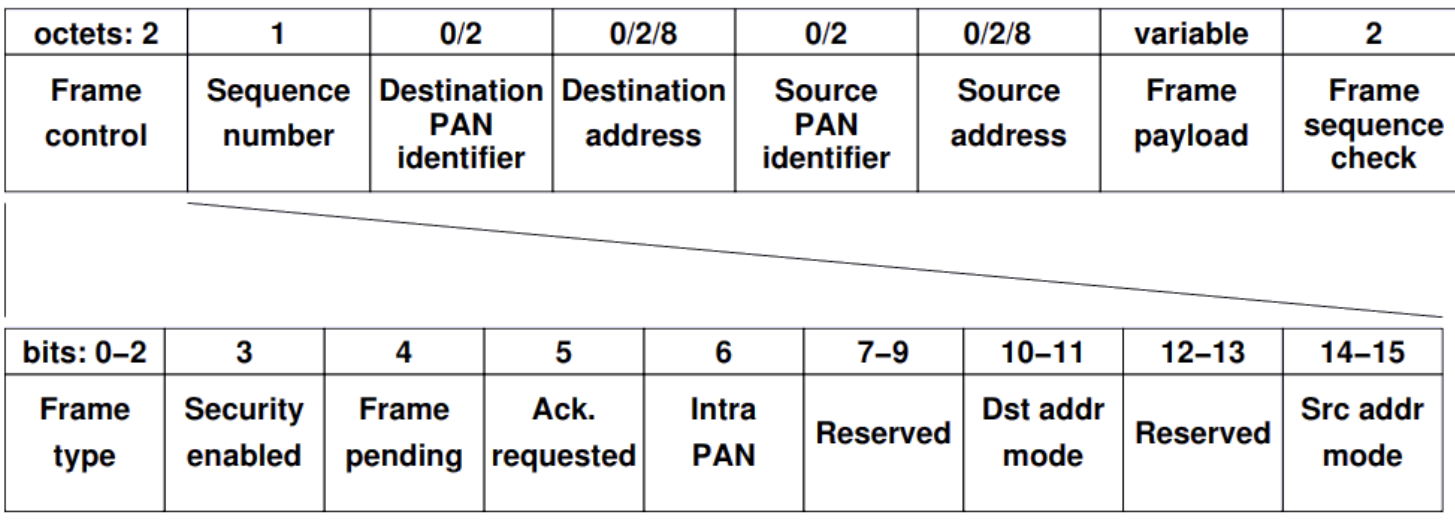 octets: 2 1 0/2 0/2/8 0/2 0/2/8 variable 2
Frame control
Sequence number
Destination PAN identifier
Destination address
Source PAN identifier
Source address
Frame payload
Frame sequence check
bits: 0–2 3 4 5 6 7–9 10–11 12–13 14–15
Frame type
Security enabled
Frame pending
Ack. requested
Intra PAN
Reserved
Dst addr mode
Reserved
Src addr mode